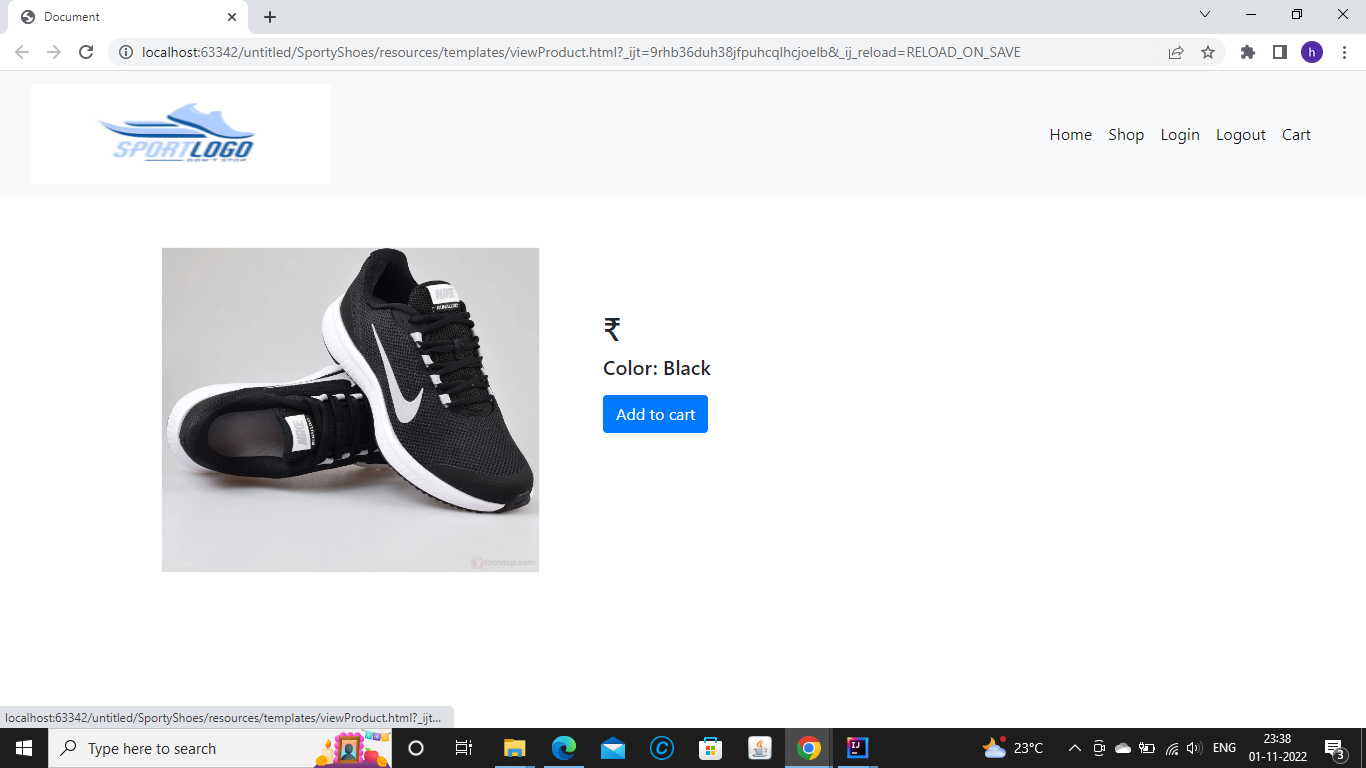 Document
localhost:63342/untitled/SportyShoes/resources/templates/viewProduct.html?_ijt=9rhb36duh38jfpuhcqlhcjoelb&_ij_reload=RELOAD_ON_SAVE
h
SPORTLOGO
DON'T STOP
Home Shop Login Logout Cart
NIKE
NIKE
₹
Color: Black
Add to cart
localhost:63342/untitled/SportyShoes/resources/templates/viewProduct.html?_ijt...
Type here to search
23°C
ENG
23:38
01-11-2022
3